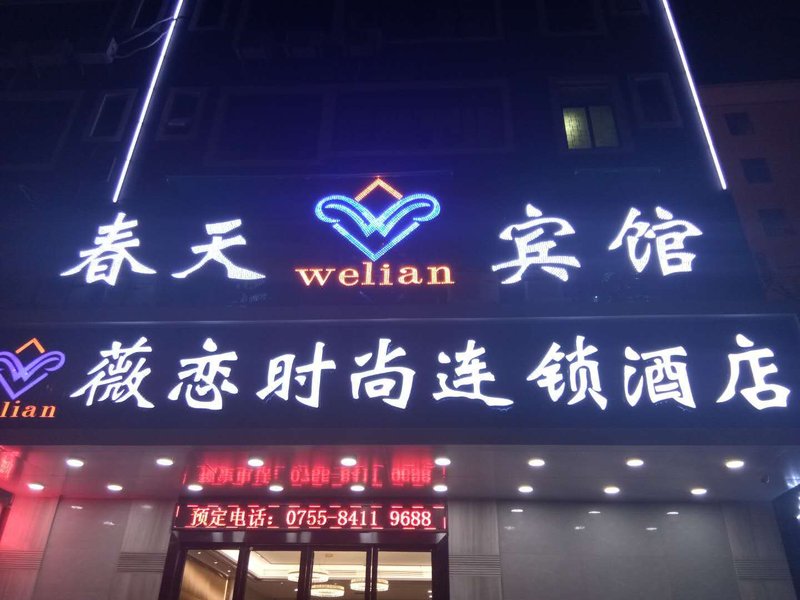 春天 welian 宾馆
lian 薇恋时尚连锁酒店
预定电话：0755-8411 9688